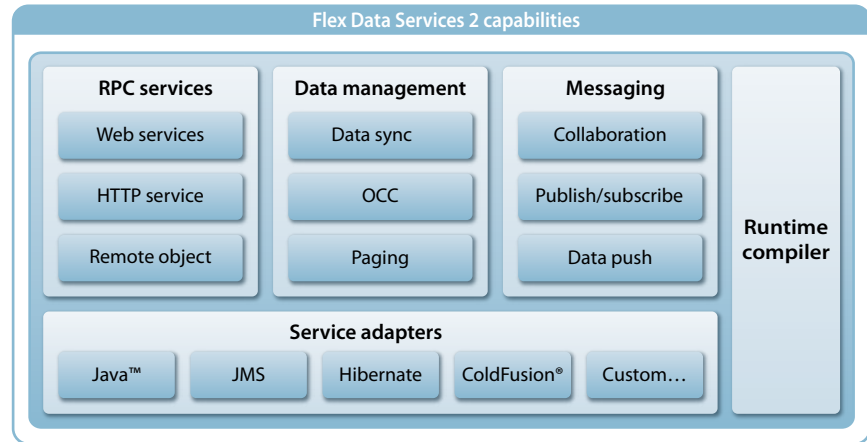 Flex Data Services 2 capabilities
RPC services
Web services
HTTP service
Remote object
Data management
Data sync
OCC
Paging
Messaging
Collaboration
Publish/subscribe
Data push
Runtime
compiler
Service adapters
Java™
JMS
Hibernate
ColdFusion®
Custom…